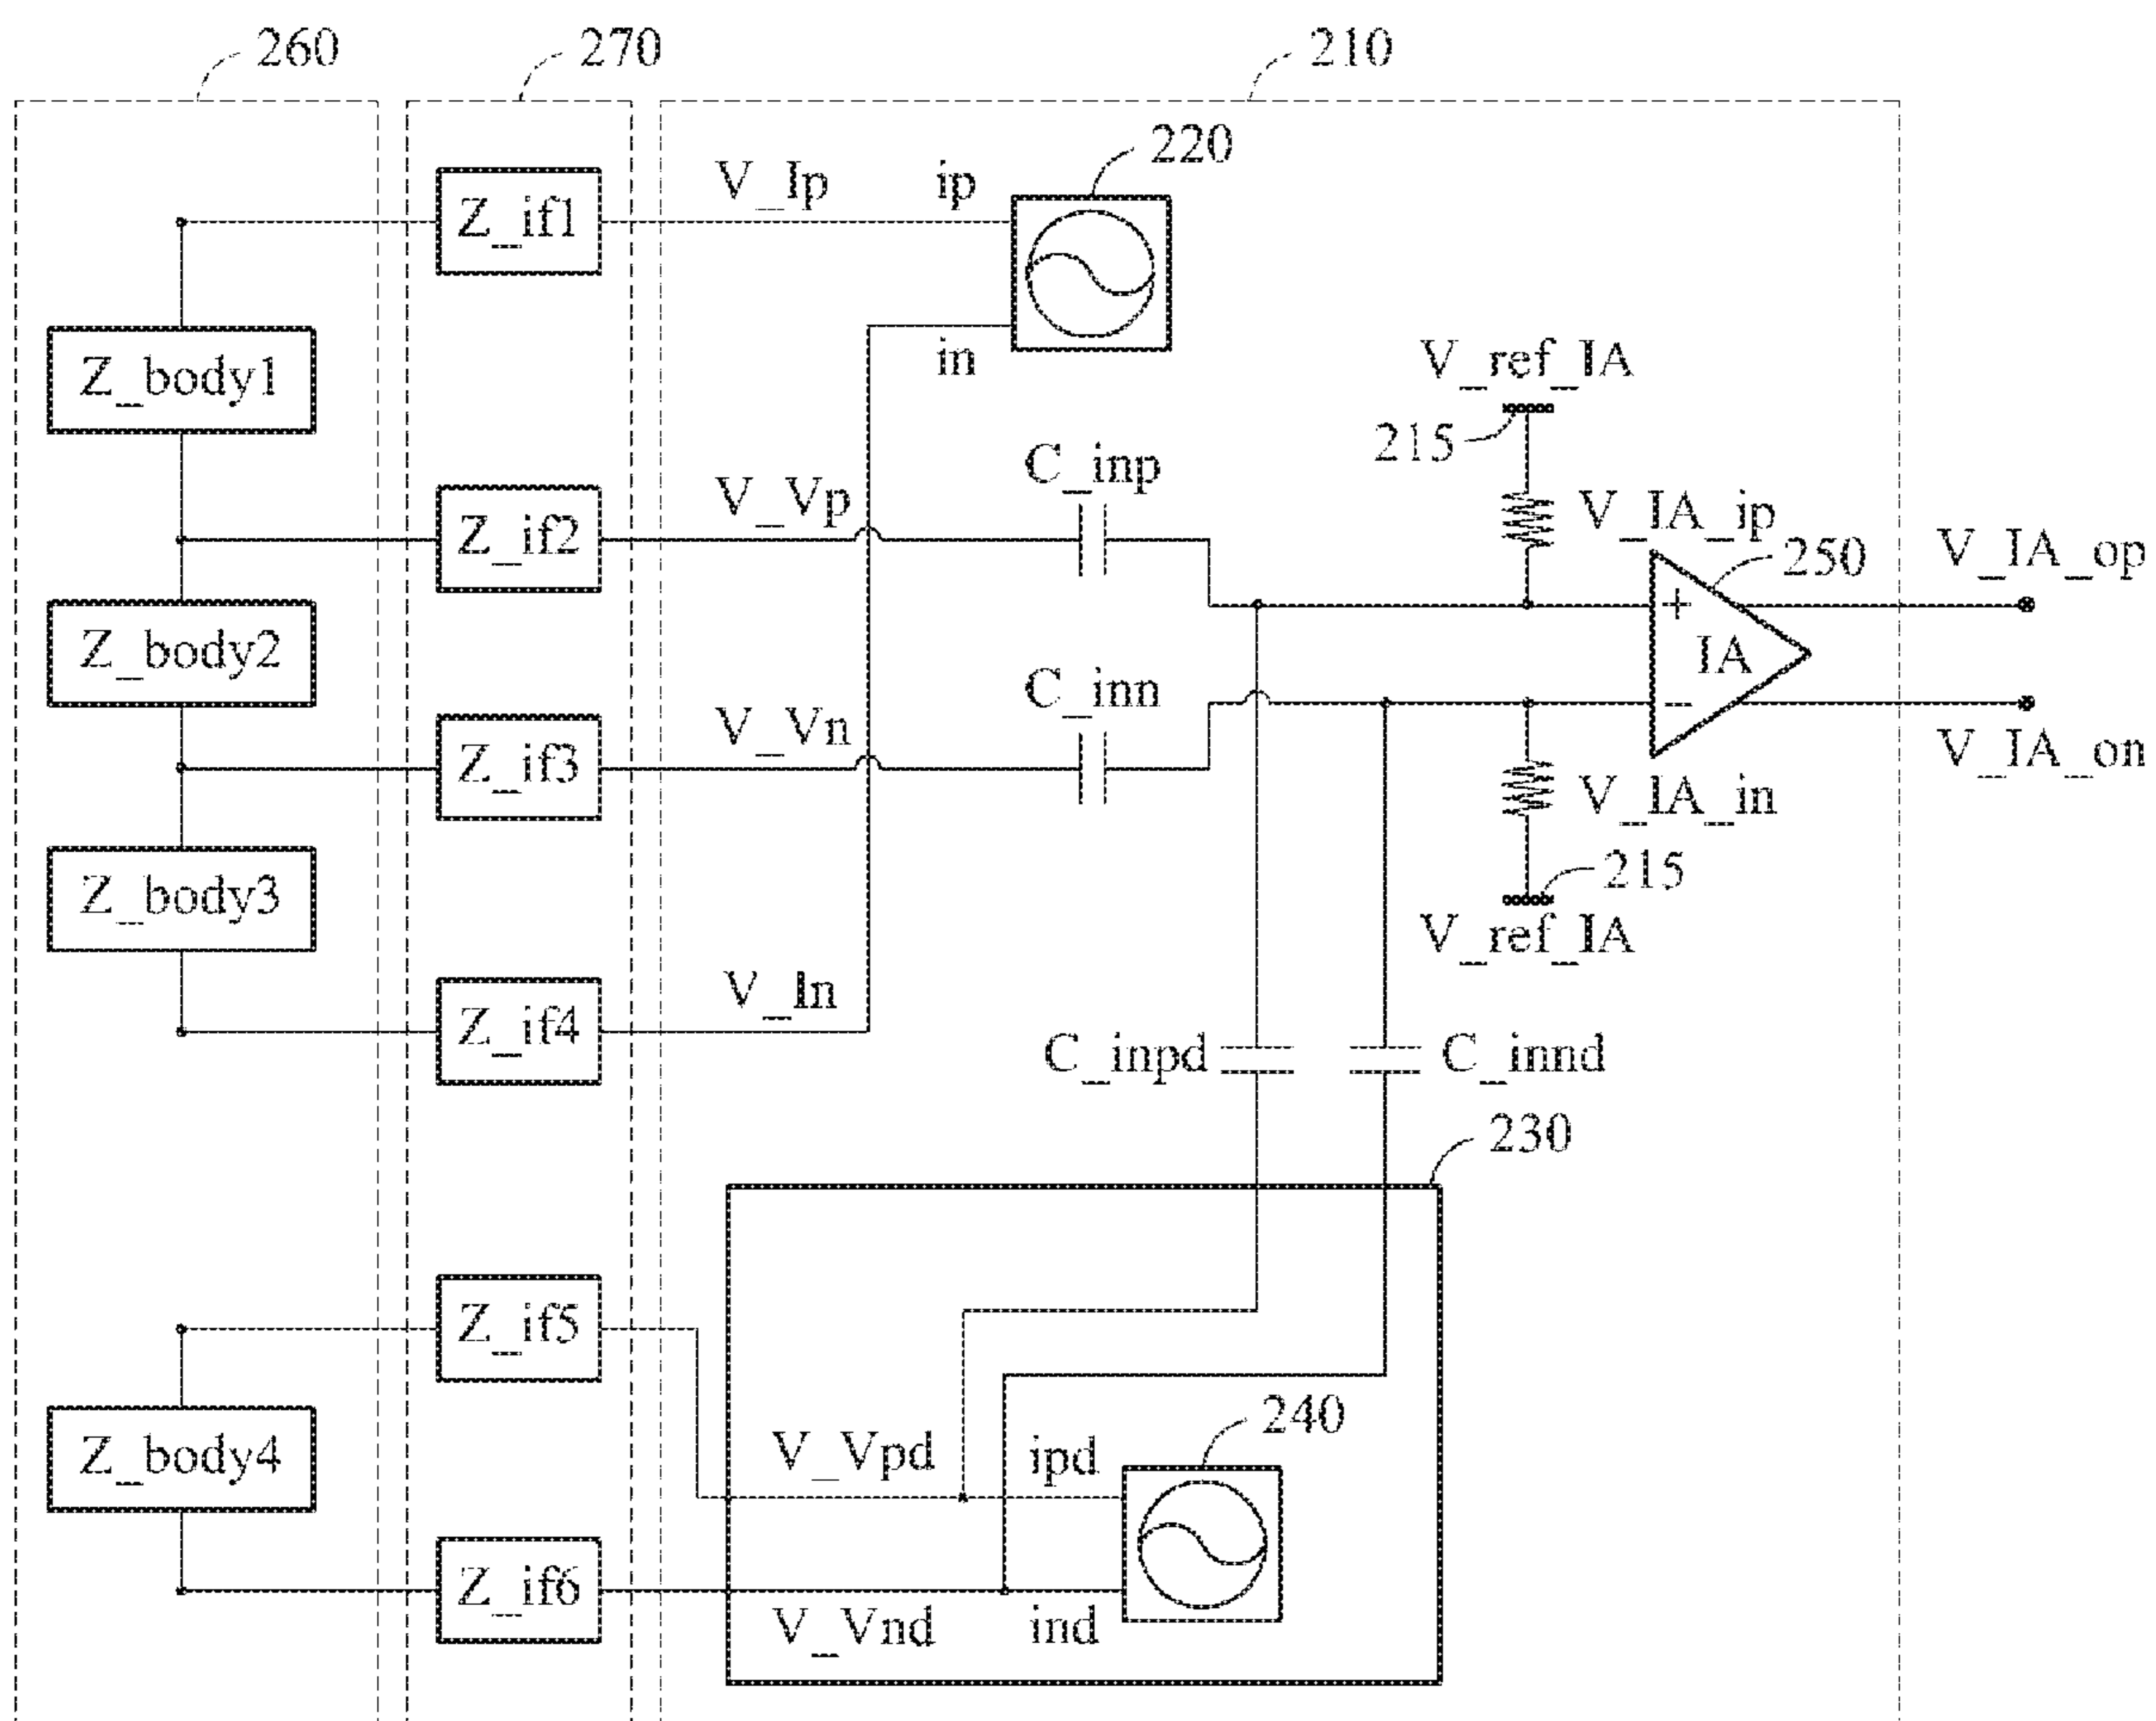 260
270
210
220
Z_if1
V_Ip
ip
in
Z_body1
V_ref_IA
215
C_inp
V_Vp
Z_if2
V_IA_ip
250
V_IA_op
+
IA
-
Z_body2
C_inn
V_Vn
Z_if3
V_IA_on
V_IA_in
215
V_ref_IA
Z_body3
V_In
Z_if4
C_inpd
C_innd
230
Z_if5
240
V_Vpd
ipd
Z_body4
Z_if6
V_Vnd
ind